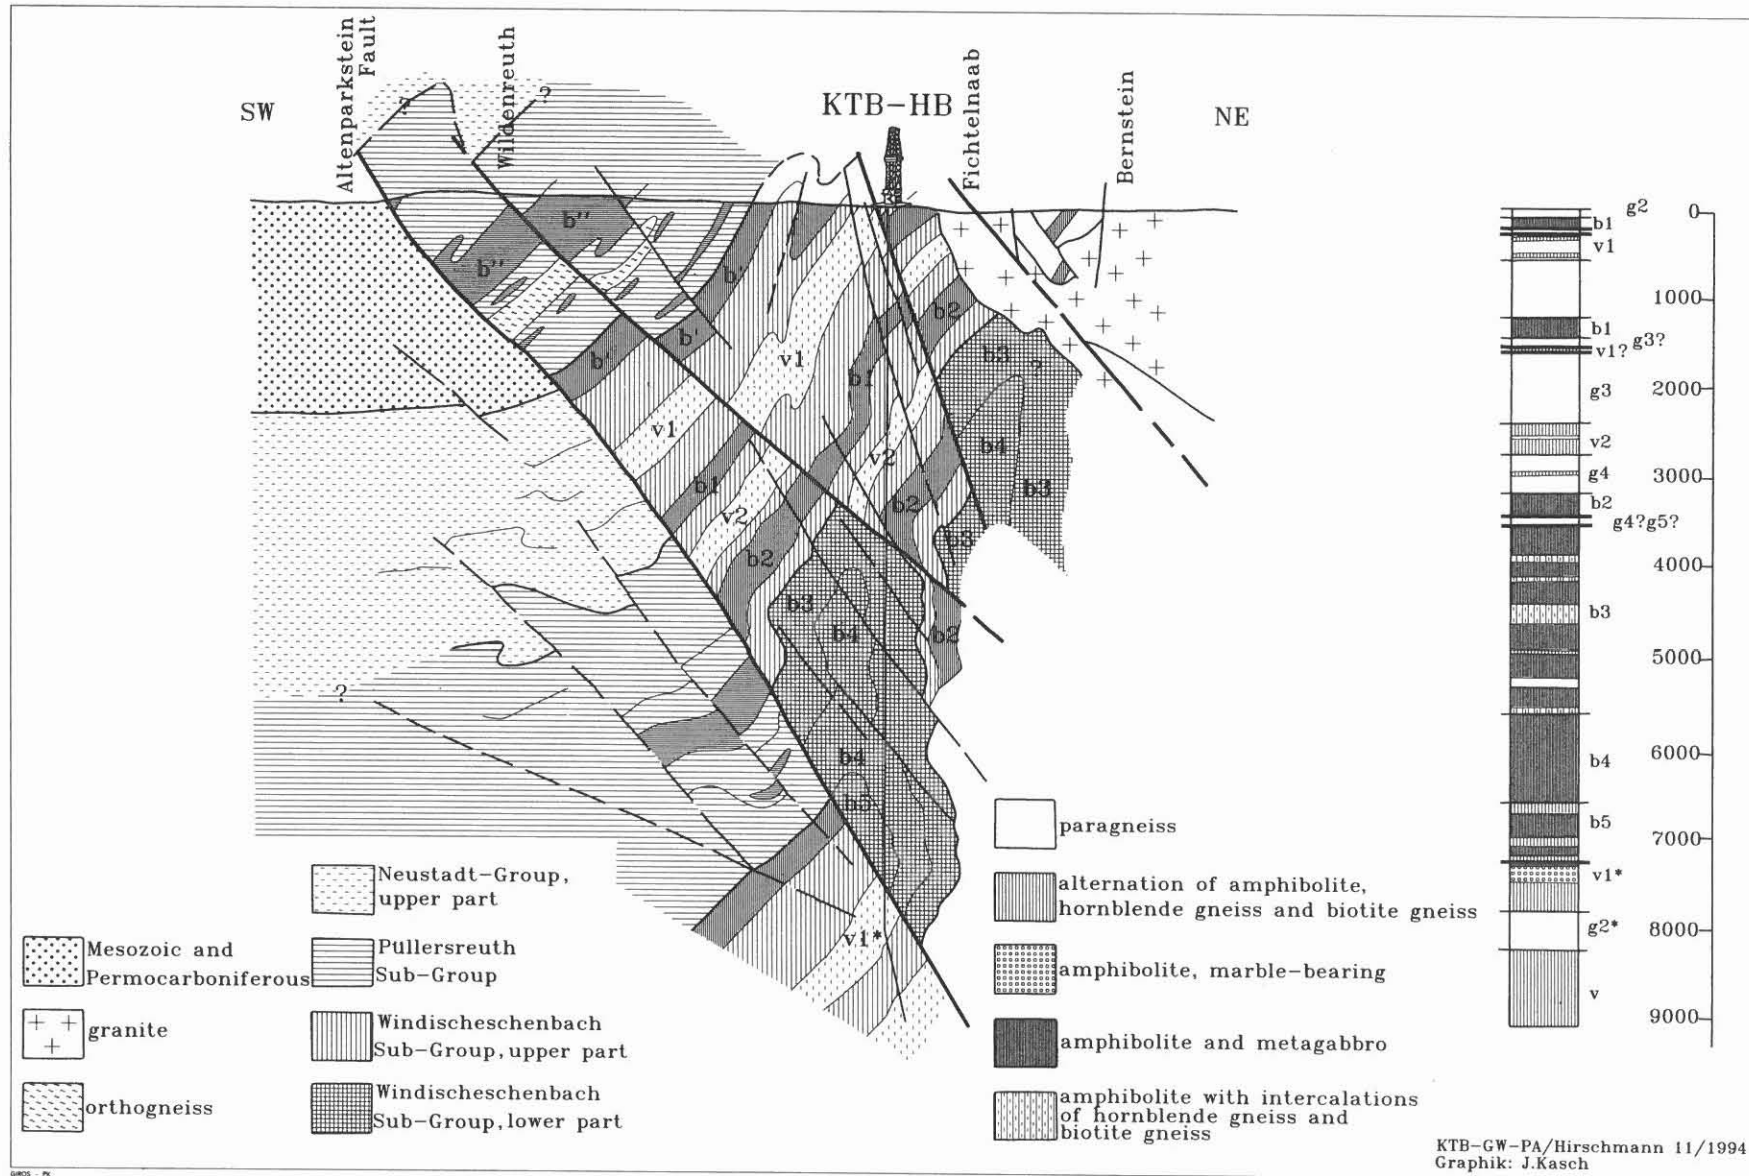 Altenparkstein
Fault
Wildenreuth
SW
KTB-HB
Fichtelnaab
Bernstein
NE
?
?
b''
b''
b'
b'
b'
v1
b1
b2
b3
?
v1
b1
v2
b2
v2
b2
b4
b3
b3
b3
b4
b2
?
b4
b5
v1*
g2
b1
v1
b1
g3?
v1?
g3
v2
g4
b2
g4?g5?
b3
b4
b5
v1*
g2*
v
0
1000
2000
3000
4000
5000
6000
7000
8000
9000
Mesozoic and
Permocarboniferous
granite
orthogneiss
Neustadt-Group,
upper part
Püllersreuth
Sub-Group
Windischeschenbach
Sub-Group, upper part
Windischeschenbach
Sub-Group, lower part
paragneiss
alternation of amphibolite,
hornblende gneiss and biotite gneiss
amphibolite, marble-bearing
amphibolite and metagabbro
amphibolite with intercalations
of hornblende gneiss and
biotite gneiss
KTB-GW-PA/Hirschmann 11/1994
Graphik: J.Kasch